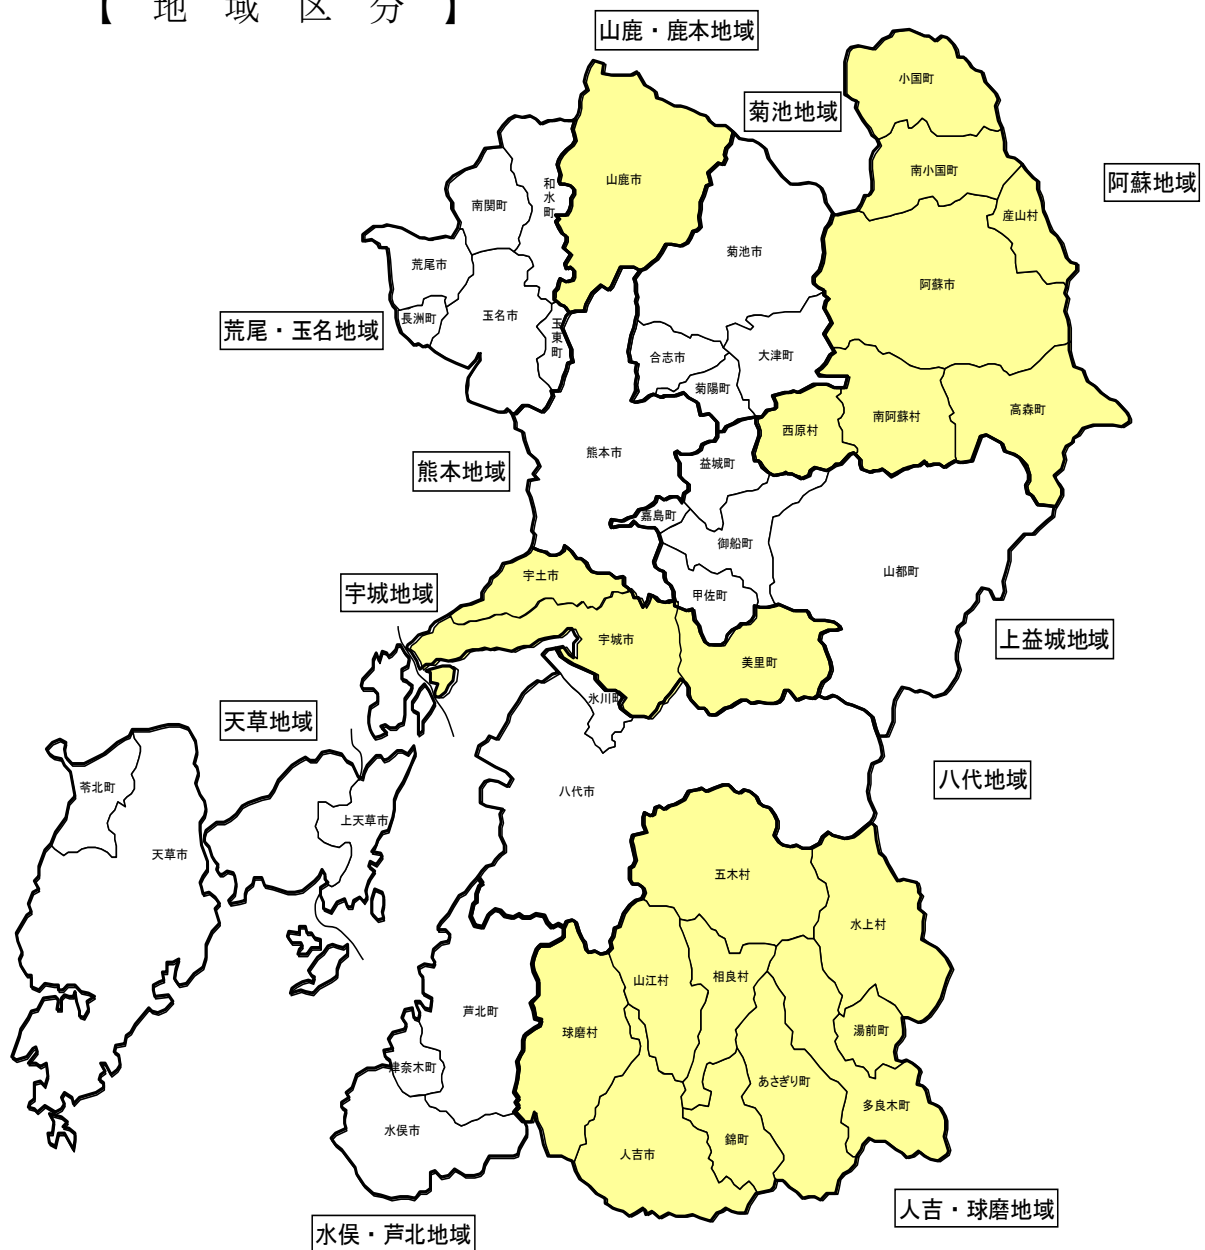 【地域区分】
山鹿・鹿本地域
小国町
菊池地域
南小国町
阿蘇地域
山鹿市
和水町
南関町
産山村
菊池市
荒尾市
阿蘇市
長洲町
玉名市
玉東町
荒尾・玉名地域
合志市
大津町
菊陽町
南阿蘇村
高森町
西原村
熊本市
益城町
熊本地域
嘉島町
御船町
山都町
宇土市
宇城地域
甲佐町
宇城市
上益城地域
美里町
氷川町
天草地域
八代地域
苓北町
八代市
上天草市
天草市
五木村
水上村
山江村
相良村
芦北町
球磨村
湯前町
津奈木町
あさぎり町
多良木町
水俣市
錦町
人吉市
人吉・球磨地域
水俣・芦北地域